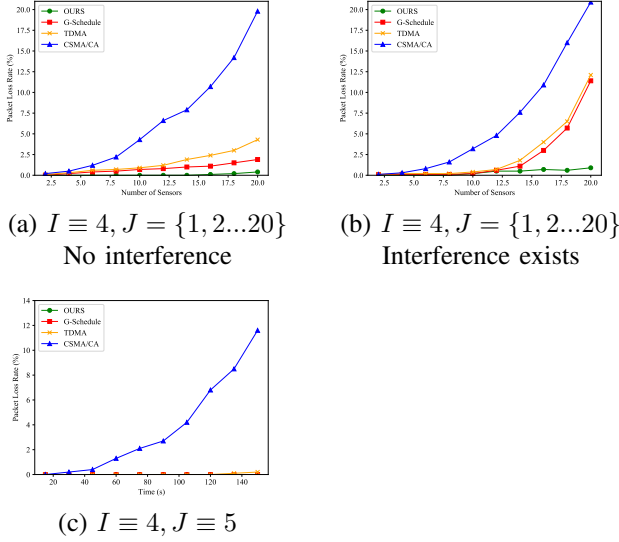 20.0
17.5
15.0
12.5
10.0
7.5
5.0
2.5
0.0
Packet Loss Rate (%)
OURS
G-Schedule
TDMA
CSMA/CA
2.5 5.0 7.5 10.0 12.5 15.0 17.5 20.0
Number of Sensors
(a) I ≡ 4, J = {1, 2...20}
No interference
20.0
17.5
15.0
12.5
10.0
7.5
5.0
2.5
0.0
Packet Loss Rate (%)
OURS
G-Schedule
TDMA
CSMA/CA
2.5 5.0 7.5 10.0 12.5 15.0 17.5 20.0
Number of Sensors
(b) I ≡ 4, J = {1, 2...20}
Interference exists
14
12
10
8
6
4
2
0
Packet Loss Rate (%)
OURS
G-Schedule
TDMA
CSMA/CA
20 40 60 80 100 120 140
Time (s)
(c) I ≡ 4, J ≡ 5